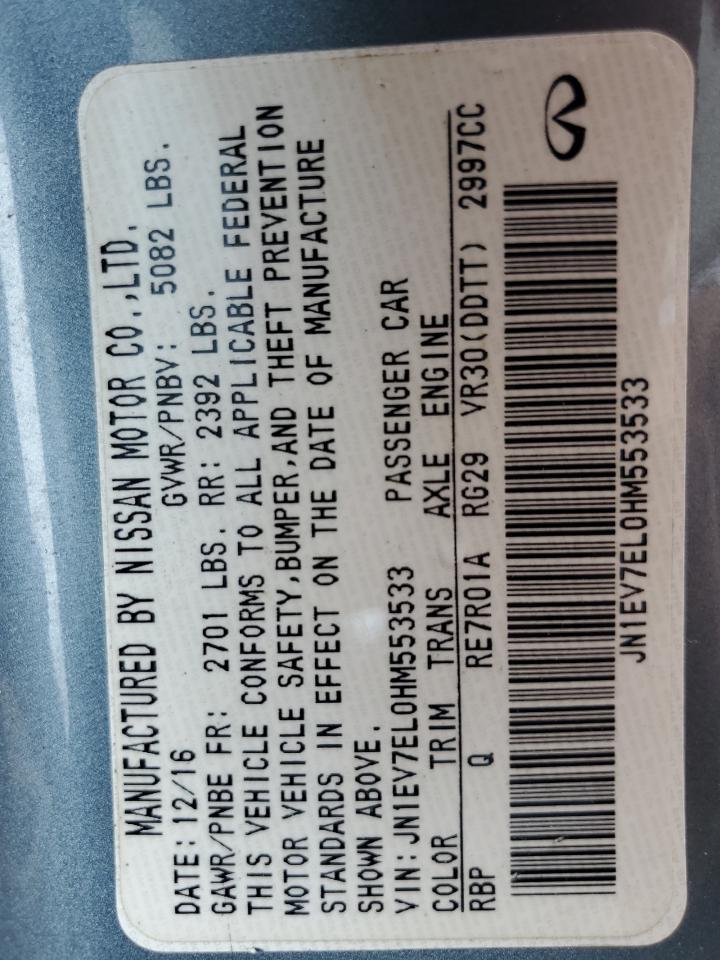 MANUFACTURED BY NISSAN MOTOR CO.,LTD.
DATE: 12/16 GVWR/PNBV: 5082 LBS.
GAWR/PNBE FR: 2701 LBS. RR: 2392 LBS.
THIS VEHICLE CONFORMS TO ALL APPLICABLE FEDERAL
MOTOR VEHICLE SAFETY,BUMPER,AND THEFT PREVENTION
STANDARDS IN EFFECT ON THE DATE OF MANUFACTURE
SHOWN ABOVE.
VIN:JN1EV7EL0HM553533 PASSENGER CAR
COLOR TRIM TRANS AXLE ENGINE
RBP Q RE7R01A RG29 VR30(DDTT) 2997CC
JN1EV7EL0HM553533